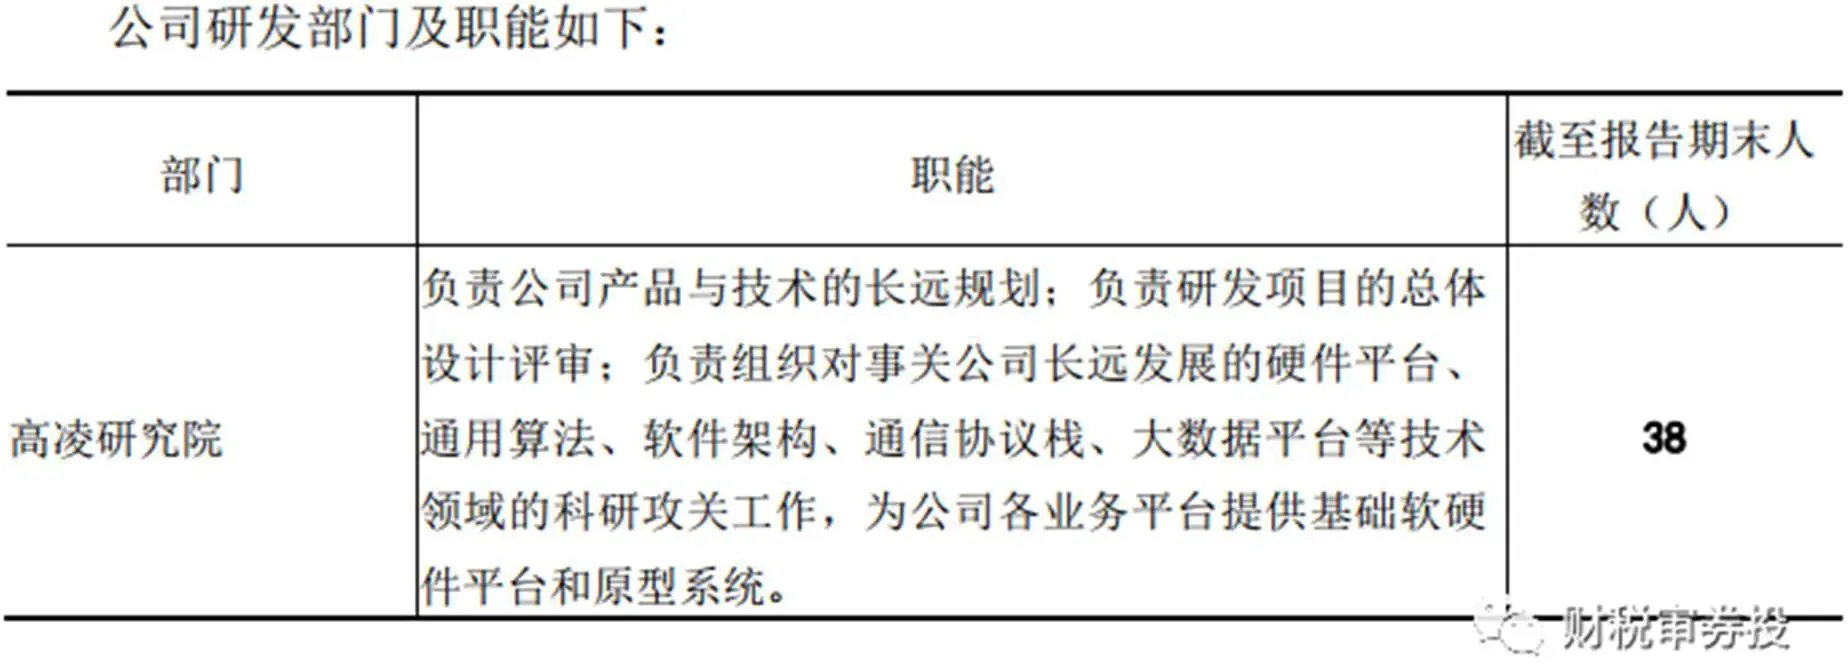 公司研发部门及职能如下：
部门
职能
截至报告期末人
数（人）
高凌研究院
负责公司产品与技术的长远规划；负责研发项目的总体
设计评审；负责组织对事关公司长远发展的硬件平台、
通用算法、软件架构、通信协议栈、大数据平台等技术
领域的科研攻关工作，为公司各业务平台提供基础软硬
件平台和原型系统。
38
财税审券投